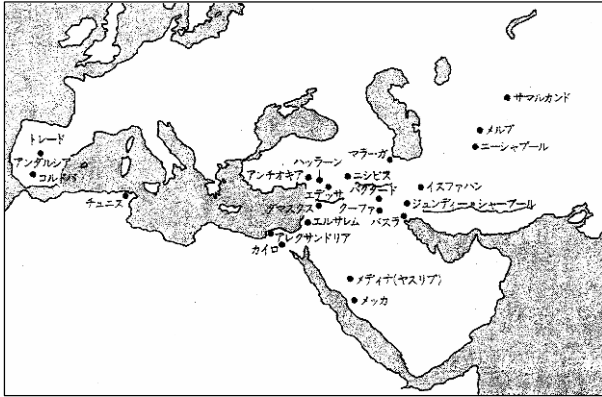 サマルカンド
メルブ
ニーシャプール
トレード
アンダルシア
コルドバ
チュニス
マラーガ
ハッラーン
アンチオキア
ニシビス
エデッサ
バグダード
イスファハン
ダマスクス
クーファ
ジュンディー・シャープール
バスラ
エルサレム
アレクサンドリア
カイロ
メディナ(ヤスリブ)
メッカ